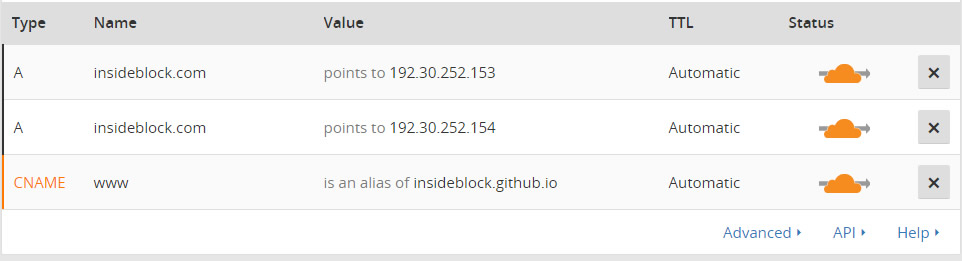 Type Name Value TTL Status
A insideblock.com points to 192.30.252.153 Automatic
A insideblock.com points to 192.30.252.154 Automatic
CNAME www is an alias of insideblock.github.io Automatic
Advanced API Help